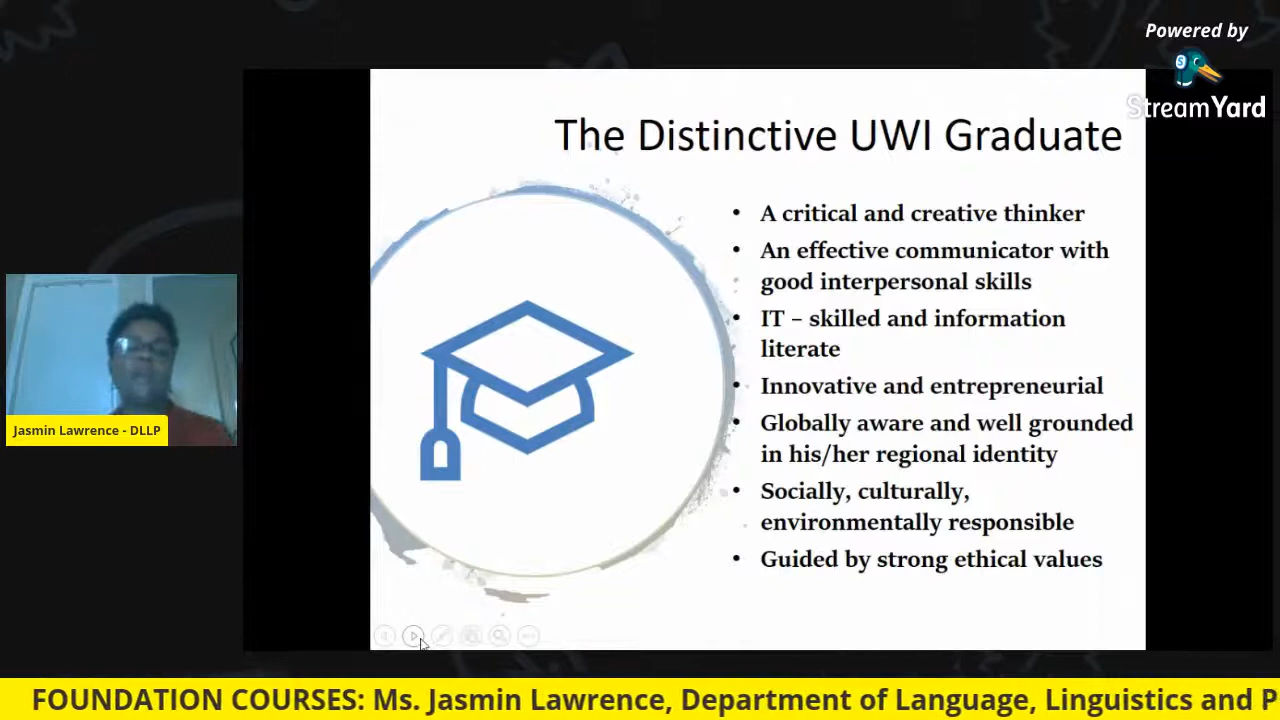 Powered by
StreamYard
The Distinctive UWI Graduate
• A critical and creative thinker
• An effective communicator with
good interpersonal skills
• IT – skilled and information
literate
• Innovative and entrepreneurial
• Globally aware and well grounded
in his/her regional identity
• Socially, culturally,
environmentally responsible
• Guided by strong ethical values
Jasmin Lawrence - DLLP
FOUNDATION COURSES: Ms. Jasmin Lawrence, Department of Language, Linguistics and P